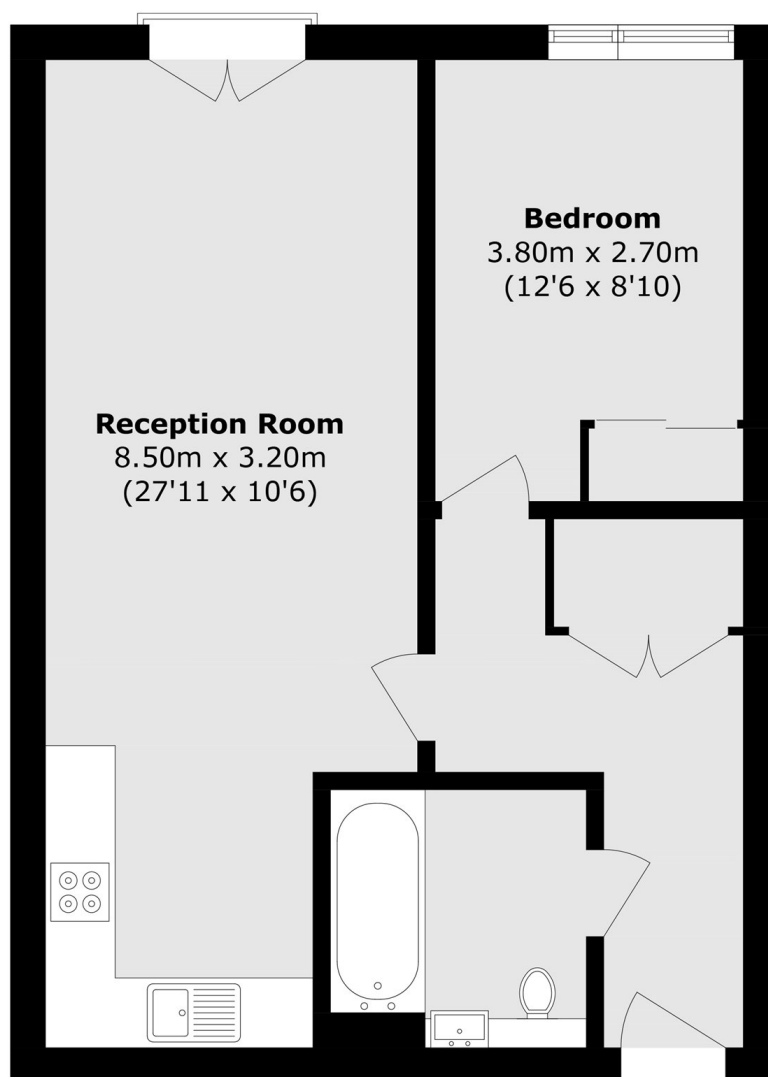 Bedroom
3.80m x 2.70m
(12'6 x 8'10)
Reception Room
8.50m x 3.20m
(27'11 x 10'6)